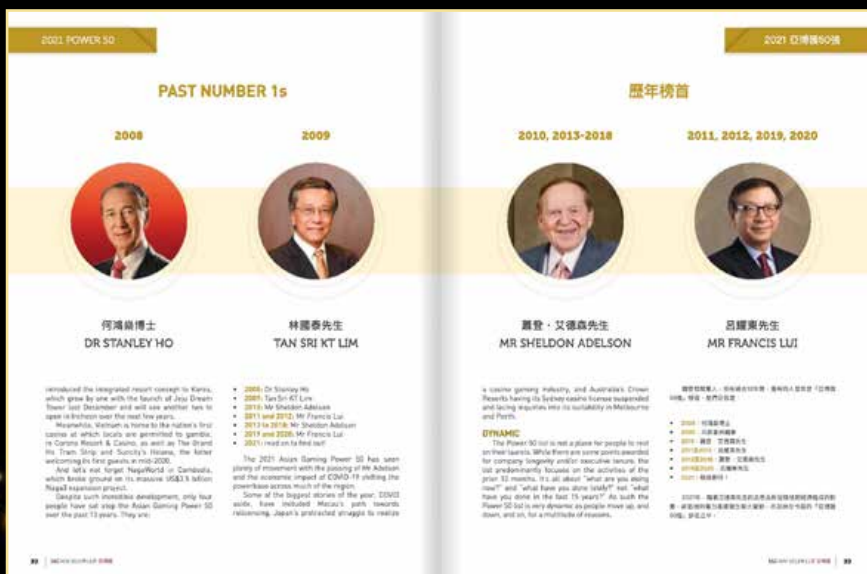 2021 POWER 50
2021 亞博匯50強
PAST NUMBER 1s
歷年榜首
2008
2009
2010, 2013-2018
2011, 2012, 2019, 2020
何鴻燊博士
DR STANLEY HO
林國泰先生
TAN SRI KT LIM
蕭登・艾德森先生
MR SHELDON ADELSON
呂耀東先生
MR FRANCIS LUI
introduced the integrated resort concept to Korea,
which grew by one with the launch of Jeju Dream
Tower last December and will see another two to
open in Incheon over the next few years.
Meanwhile, Vietnam is home to the nation's first
casino at which locals are permitted to gamble,
in Corona Resort & Casino, as well as The Grand
Ho Tram Strip and Suncity's Hoiana, the latter
welcoming its first guests in mid-2020.
And let's not forget NagaWorld in Cambodia,
which broke ground on its massive US$3.5 billion
Naga3 expansion project.
Despite such incredible development, only four
people have sat atop the Asian Gaming Power 50
over the past 13 years. They are:
• 2008: Dr Stanley Ho
• 2009: Tan Sri KT Lim
• 2010: Mr Sheldon Adelson
• 2011 and 2012: Mr Francis Lui
• 2013 to 2018: Mr Sheldon Adelson
• 2019 and 2020: Mr Francis Lui
• 2021: read on to find out!
The 2021 Asian Gaming Power 50 has seen
plenty of movement with the passing of Mr Adelson
and the economic impact of COVID-19 shifting the
powerbase across much of the region.
Some of the biggest stories of the year, COVID
aside, have included Macau's path towards
relicensing, Japan's protracted struggle to realize
a casino gaming industry, and Australia's Crown
Resorts having its Sydney casino license suspended
and facing inquiries into its suitability in Melbourne
and Perth.
DYNAMIC
The Power 50 list is not a place for people to rest
on their laurels. While there are some points awarded
for company longevity and/or executive tenure, the
list predominantly focuses on the activities of the
prior 12 months. It's all about "what are you doing
now?" and "what have you done lately?" not "what
have you done in the last 15 years?" As such the
Power 50 list is very dynamic as people move up, and
down, and on, for a multitude of reasons.
• 2008：何鴻燊博士